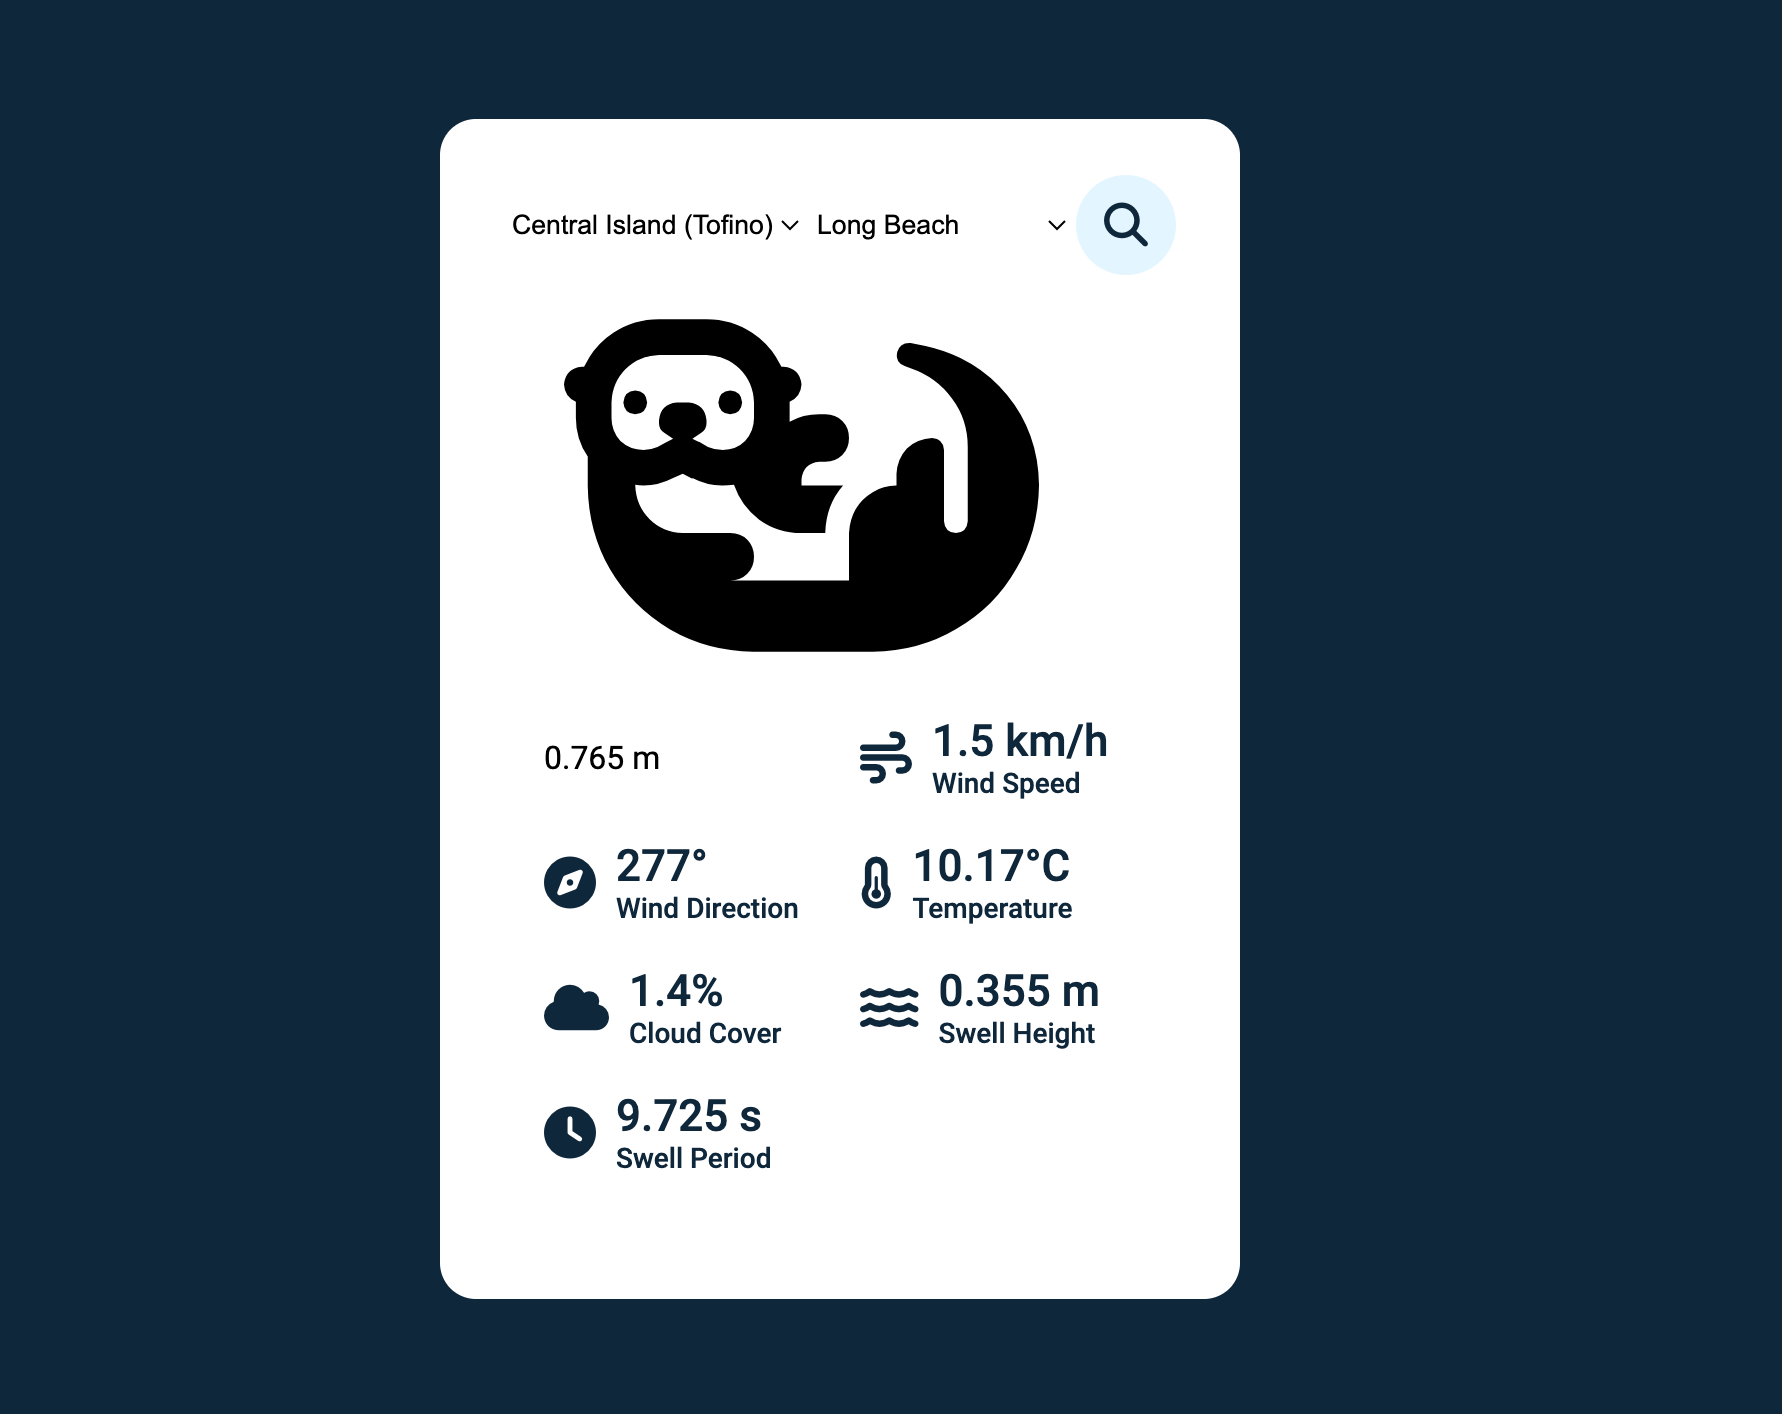 Central Island (Tofino) Long Beach
0.765 m
1.5 km/h
Wind Speed
277°
Wind Direction
10.17°C
Temperature
1.4%
Cloud Cover
0.355 m
Swell Height
9.725 s
Swell Period